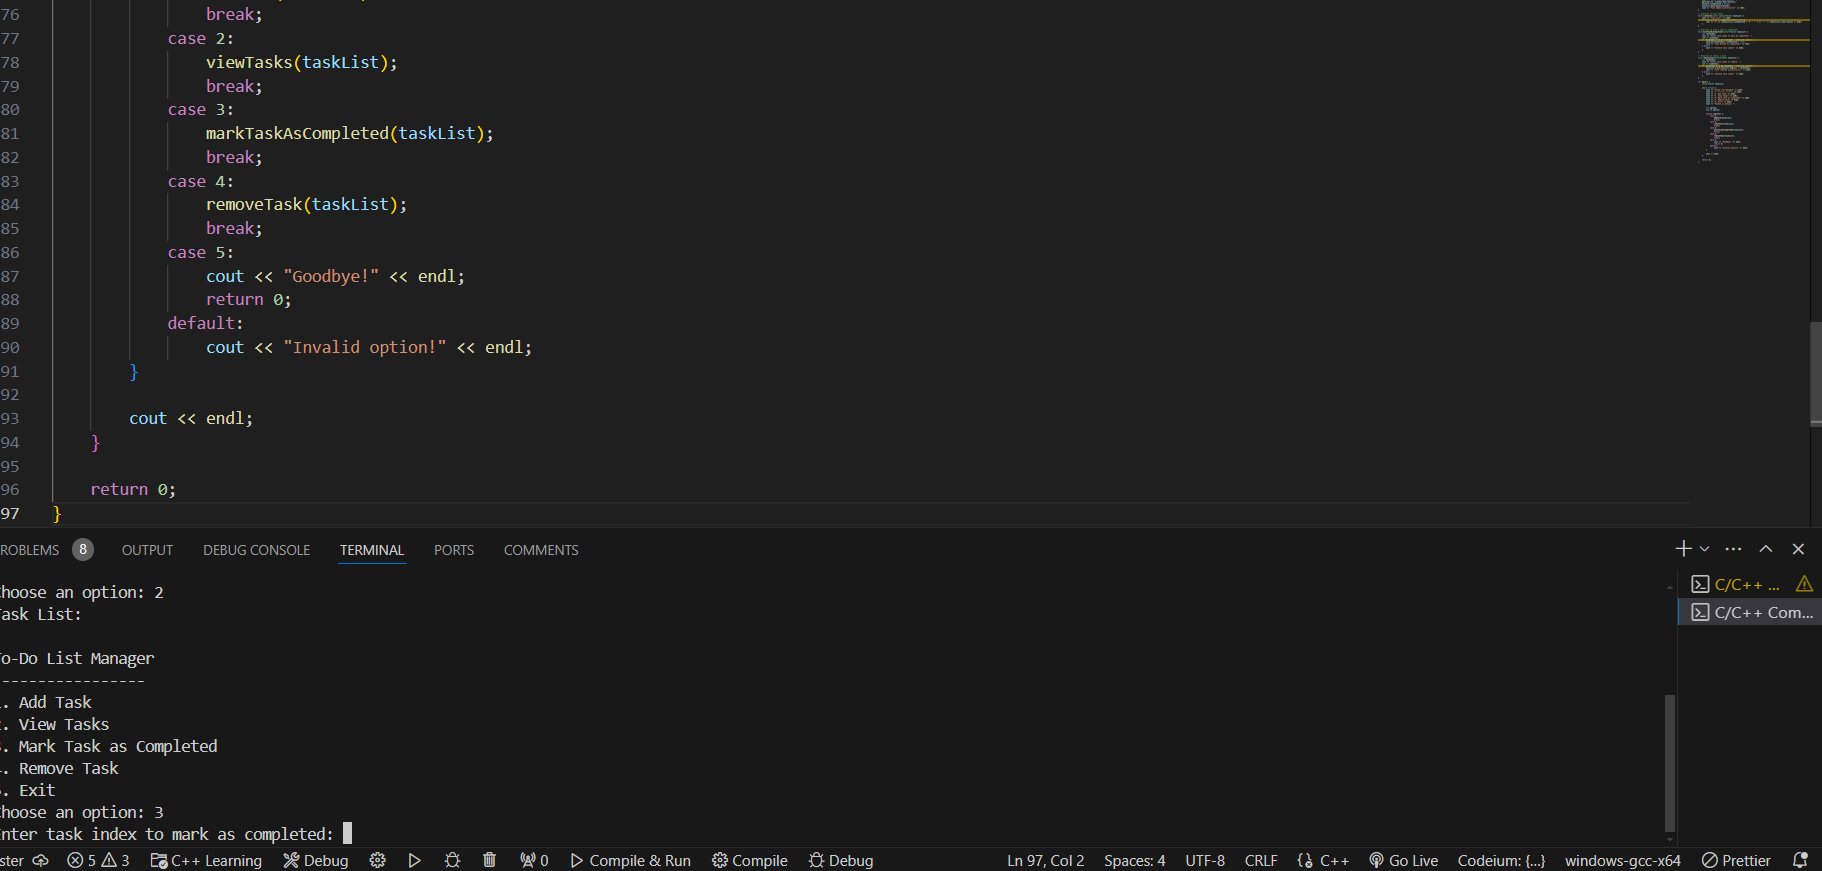 76 break;
77 case 2:
78 viewTasks(taskList);
79 break;
80 case 3:
81 markTaskAsCompleted(taskList);
82 break;
83 case 4:
84 removeTask(taskList);
85 break;
86 case 5:
87 cout << "Goodbye!" << endl;
88 return 0;
89 default:
90 cout << "Invalid option!" << endl;
91 }
92
93 cout << endl;
94 }
95
96 return 0;
97 }
ROBLEMS 8 OUTPUT DEBUG CONSOLE TERMINAL PORTS COMMENTS
hoose an option: 2
ask List:
o-Do List Manager
----------------
. Add Task
. View Tasks
. Mark Task as Completed
. Remove Task
. Exit
hoose an option: 3
nter task index to mark as completed:
C/C++ ...
C/C++ Com...
ster 5 3 C++ Learning Debug 0 Compile & Run Compile Debug Ln 97, Col 2 Spaces: 4 UTF-8 CRLF C++ Go Live Codeium: {...} windows-gcc-x64 Prettier